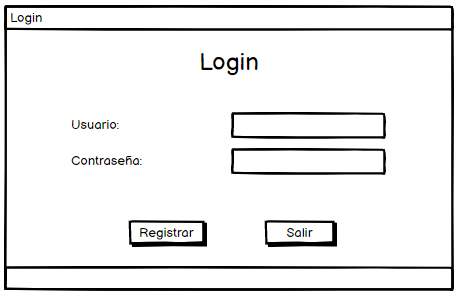 Login
Login
Usuario:
Contraseña:
Registrar
Salir